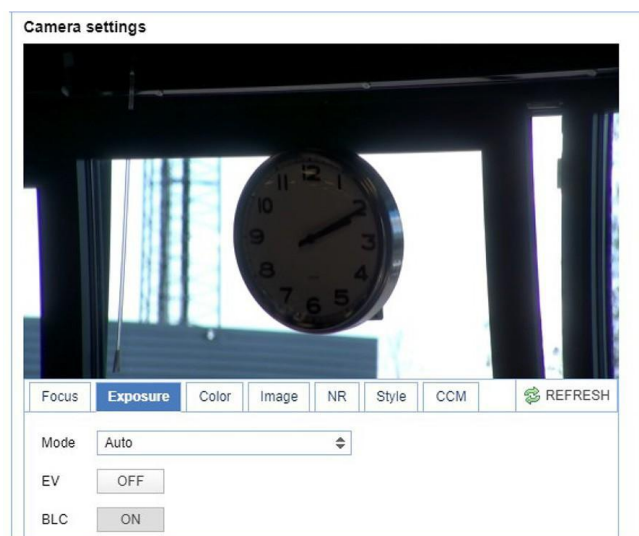 Camera settings
12
11 1
10 2
9 3
8 4
7 5
6
Focus Exposure Color Image NR Style CCM REFRESH
Mode Auto
EV OFF
BLC ON